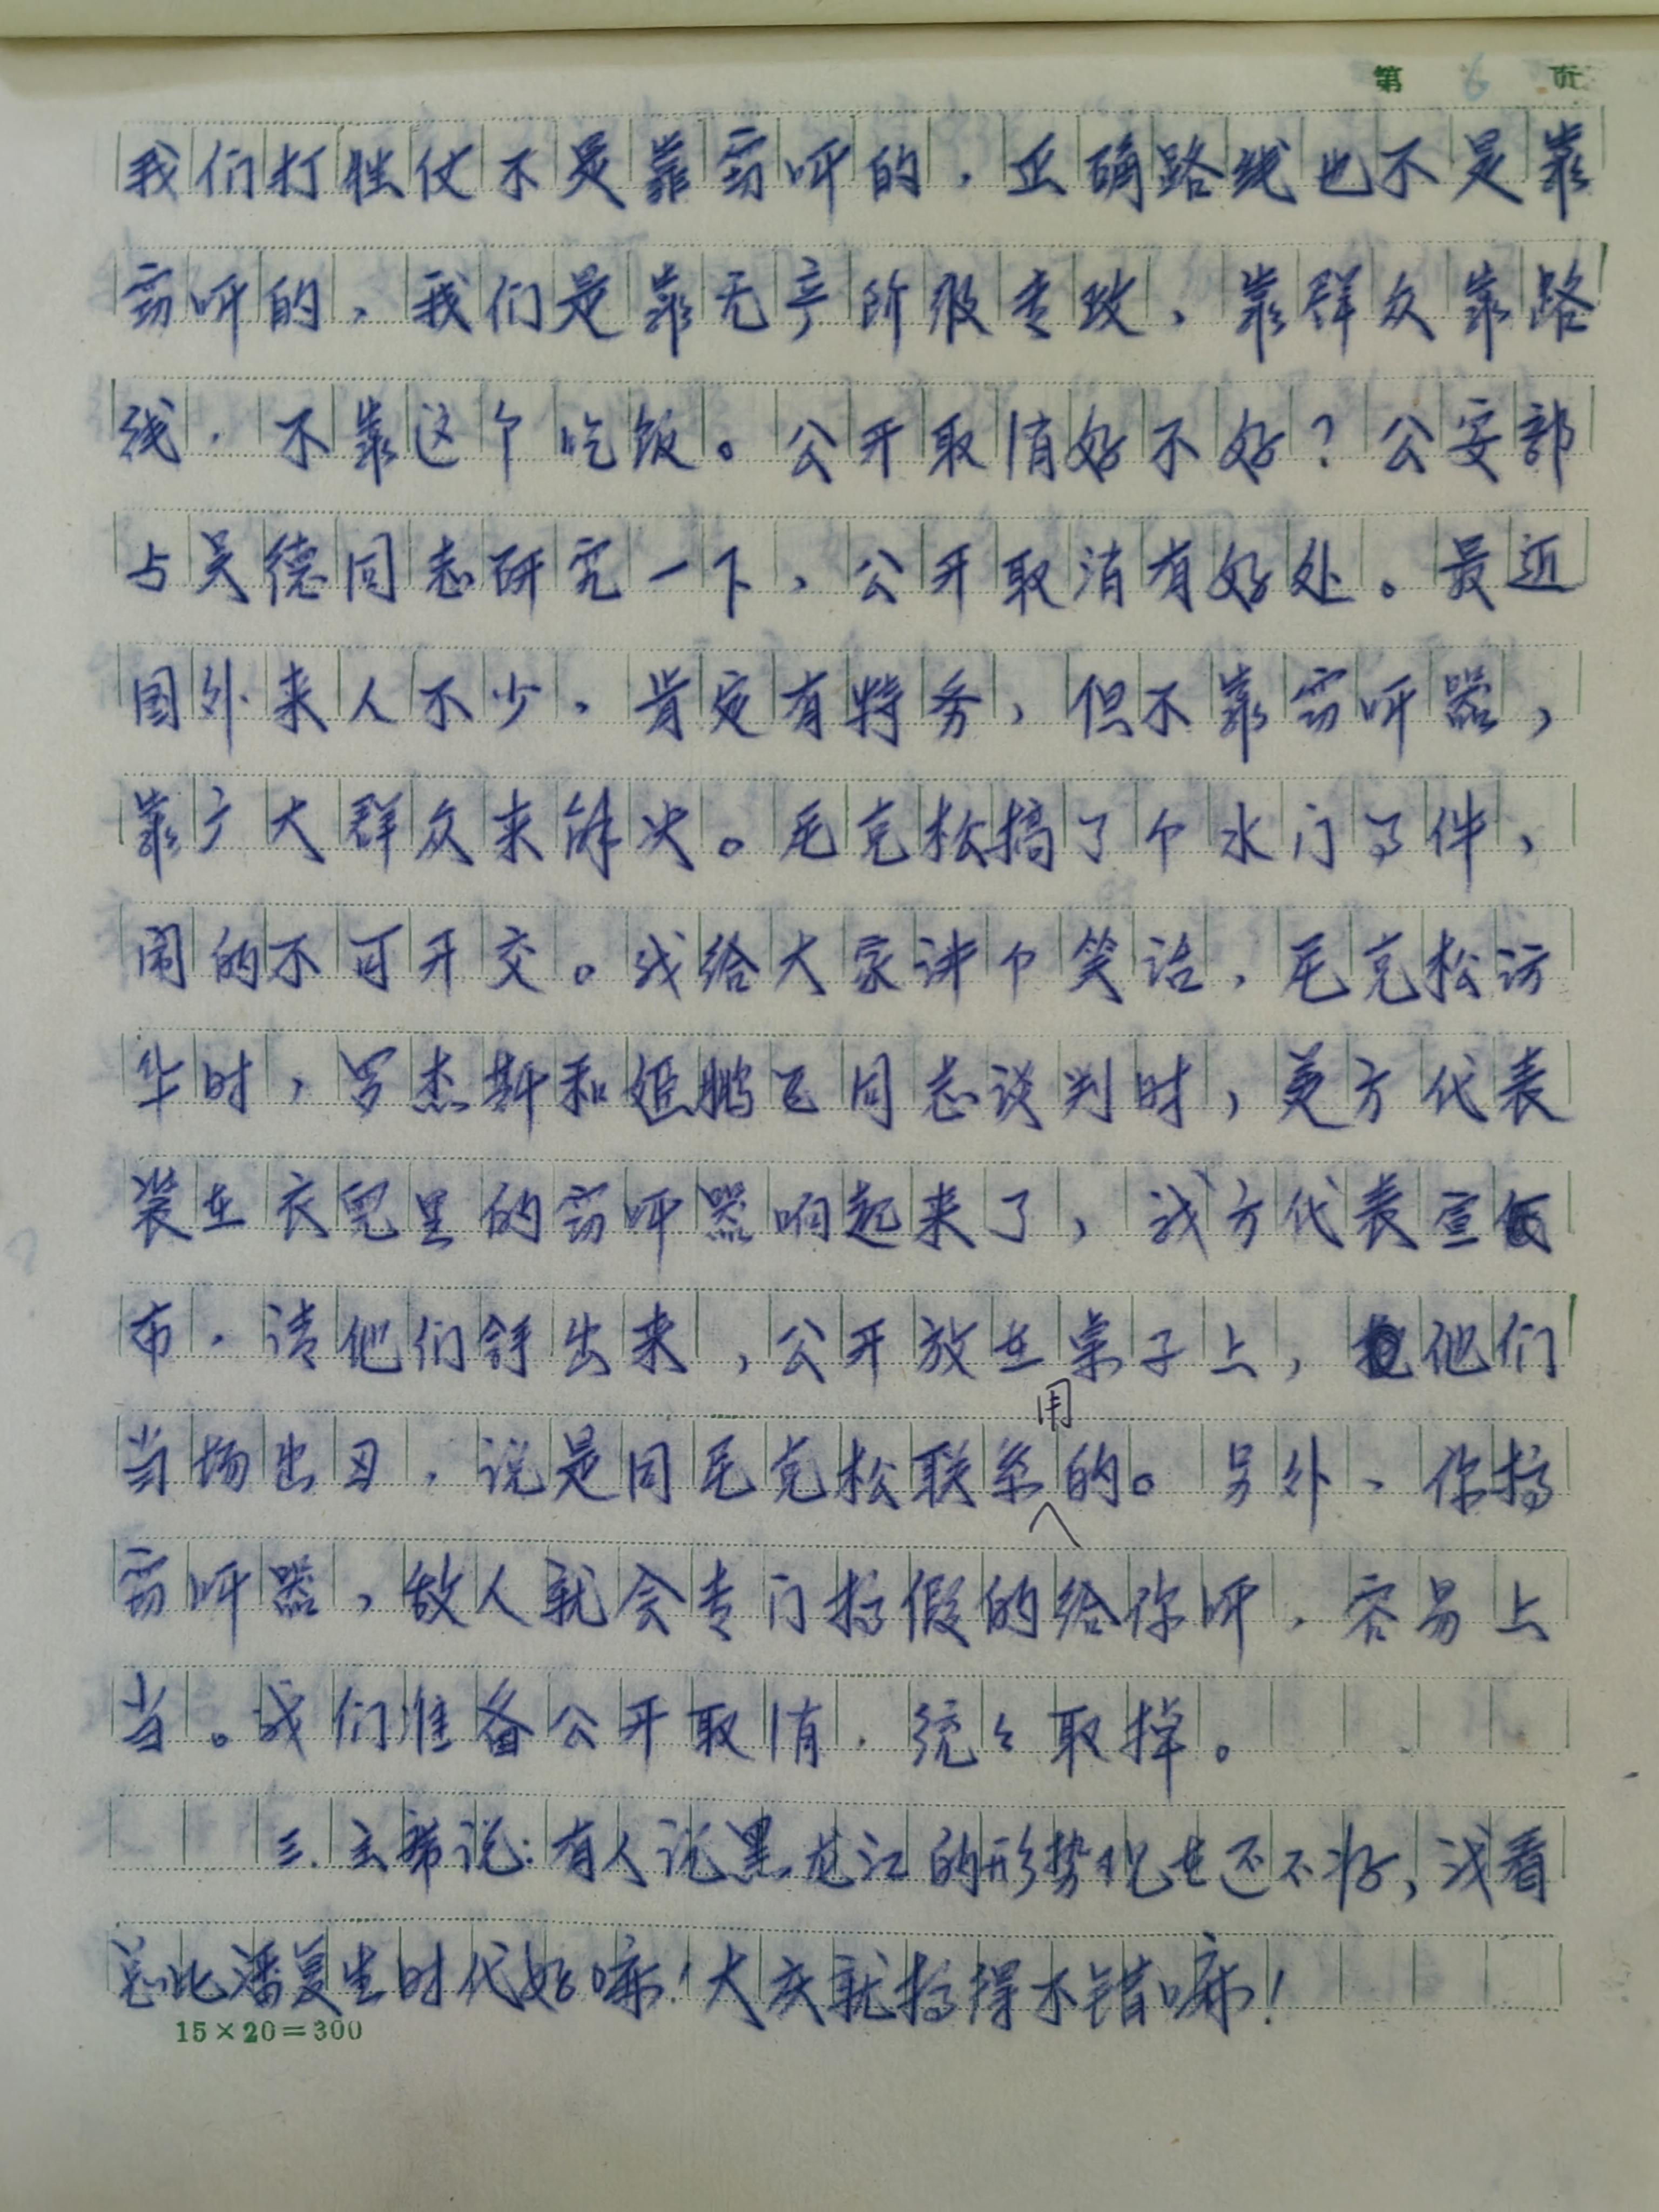 第 6 页
我们打胜仗不是靠窃听的，正确路线也不是靠
窃听的，我们是靠无产阶级专政，靠群众靠路
线，不靠这个吃饭。公开取消好不好？公安部
与吴德同志研究一下，公开取消有好处。最近
国外来人不少，肯定有特务，但不靠窃听器，
靠广大群众来解决。尼克松搞了个水门事件，
闹的不可开交。我给大家讲个笑话，尼克松访
华时，罗杰斯和姬鹏飞同志谈判时，美方代表
装在衣兜里的窃听器响起来了，我方代表宣
布，请他们拿出来，公开放在桌子上，他们
当场出丑，说是同尼克松联系用的。另外、你搞
窃听器，敌人就会专门搞假的给你听，容易上
当。我们准备公开取消，统统取掉。
三．主席说：有人说黑龙江的形势现在还不好，我看
总比潘复生时代好嘛！大庆就搞得不错嘛！
15×20=300